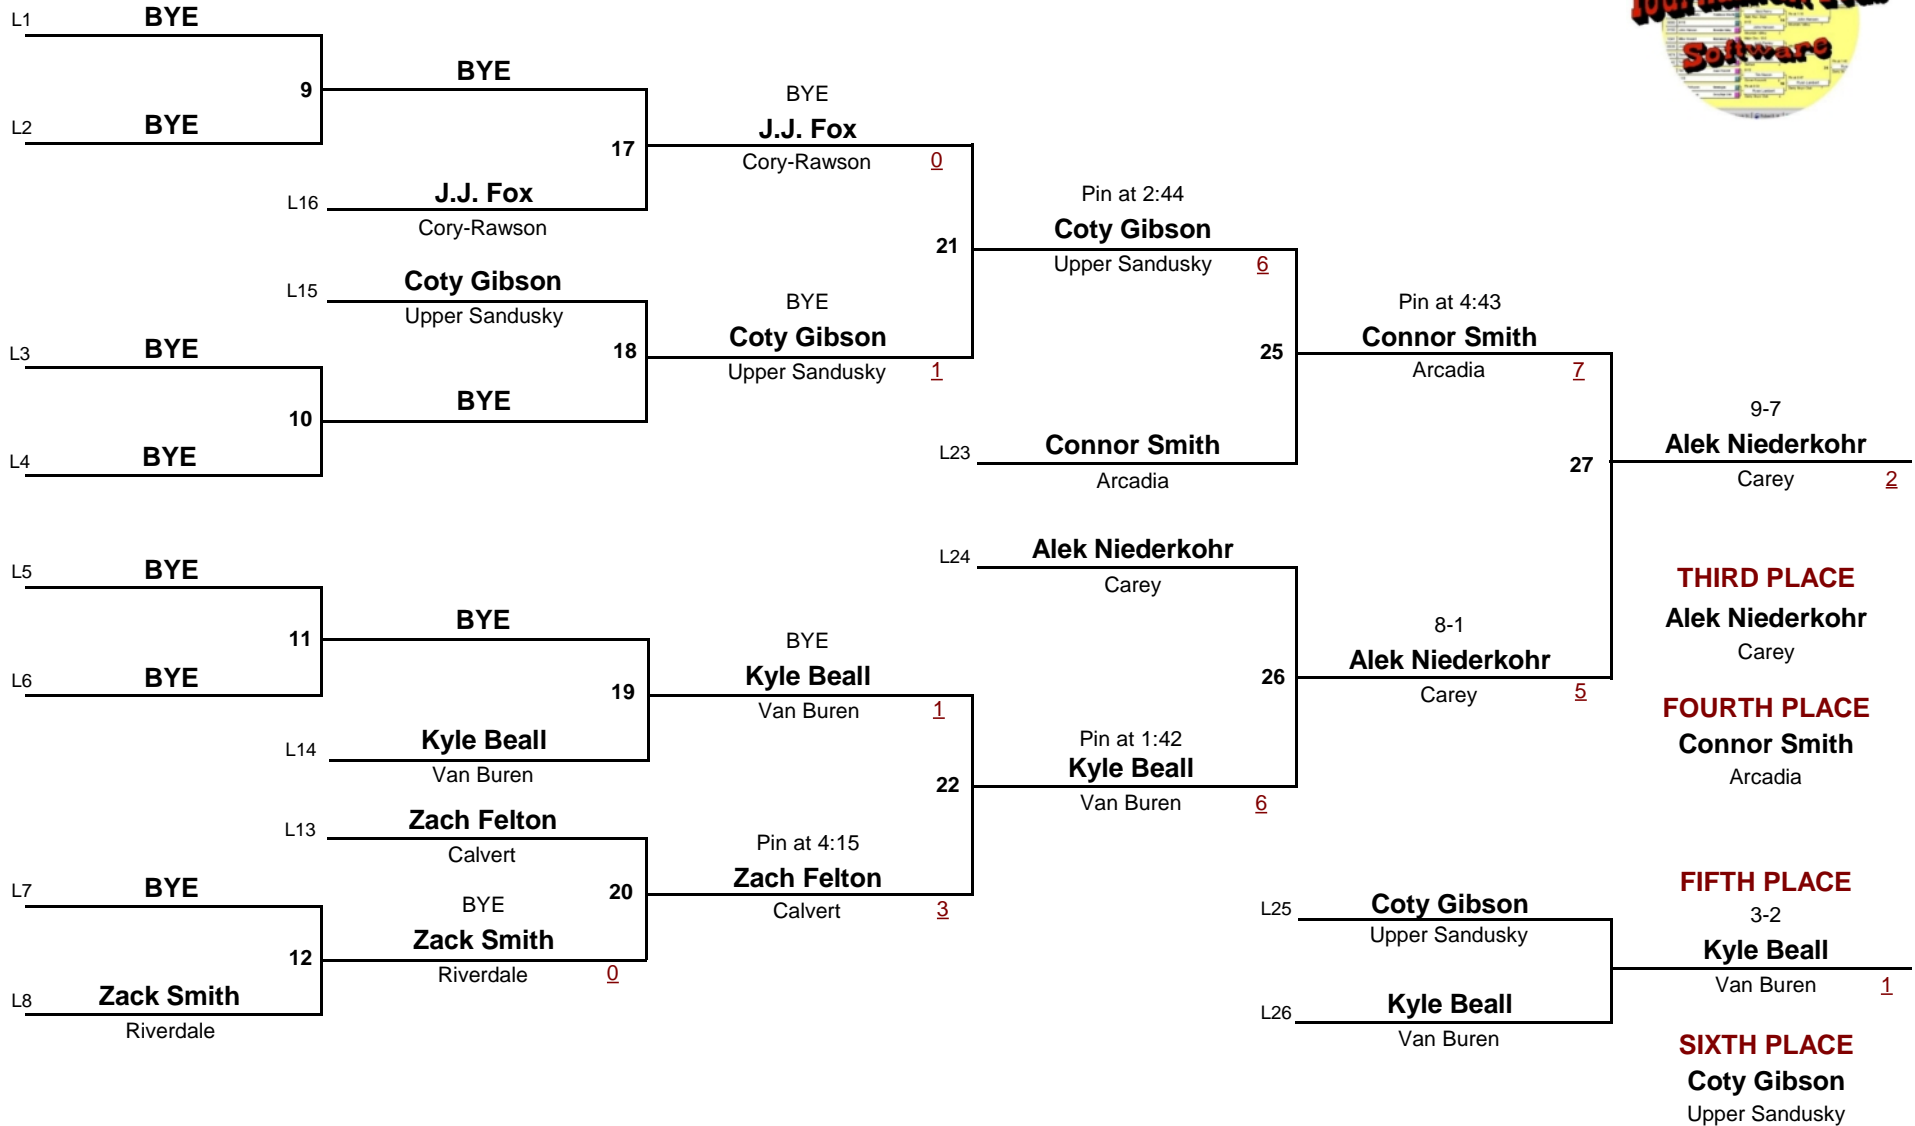 L1 BYE
9
BYE
L2 BYE
17
BYE
J.J. Fox
Cory-Rawson 0
L16 J.J. Fox
Cory-Rawson
21
Pin at 2:44
Coty Gibson
Upper Sandusky 6
L15 Coty Gibson
Upper Sandusky
18
BYE
Coty Gibson
Upper Sandusky 1
L3 BYE
10
BYE
L4 BYE
25
Pin at 4:43
Connor Smith
Arcadia 7
L23 Connor Smith
Arcadia
27
9-7
Alek Niederkohr
Carey 2
L5 BYE
11
BYE
L6 BYE
19
BYE
Kyle Beall
Van Buren 1
L14 Kyle Beall
Van Buren
L24 Alek Niederkohr
Carey
26
8-1
Alek Niederkohr
Carey 5
22
Pin at 1:42
Kyle Beall
Van Buren 6
L13 Zach Felton
Calvert
20
Pin at 4:15
Zach Felton
Calvert 3
L7 BYE
12
BYE
Zack Smith
Riverdale 0
L8 Zack Smith
Riverdale
THIRD PLACE
Alek Niederkohr
Carey
FOURTH PLACE
Connor Smith
Arcadia
L25 Coty Gibson
Upper Sandusky
L26 Kyle Beall
Van Buren
FIFTH PLACE
3-2
Kyle Beall
Van Buren 1
SIXTH PLACE
Coty Gibson
Upper Sandusky
Software